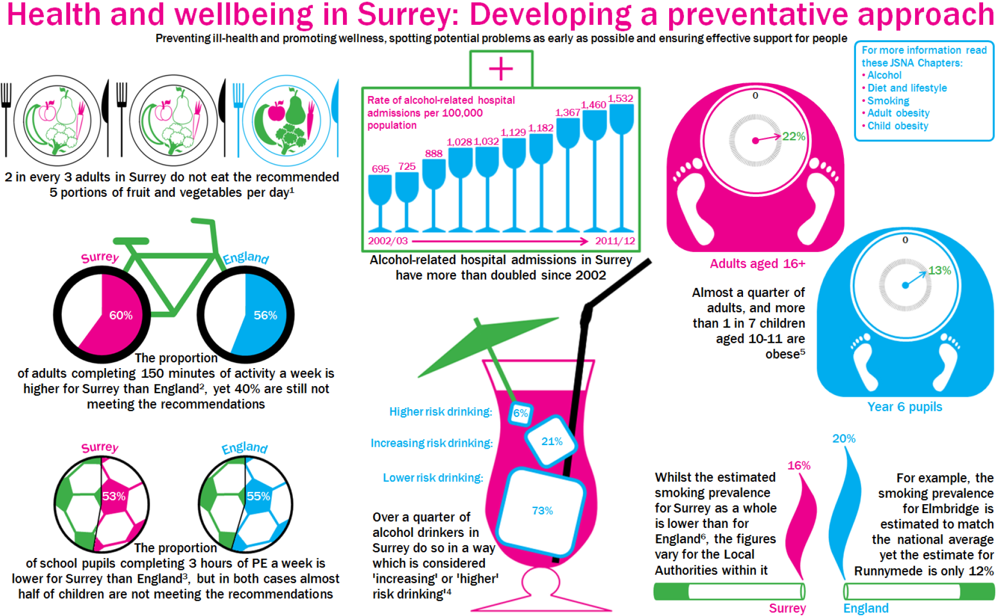 Health and wellbeing in Surrey: Developing a preventative approach
Preventing ill-health and promoting wellness, spotting potential problems as early as possible and ensuring effective support for people
For more information read
these JSNA Chapters:
• Alcohol
• Diet and lifestyle
• Smoking
• Adult obesity
• Child obesity
2 in every 3 adults in Surrey do not eat the recommended
5 portions of fruit and vegetables per day¹
Surrey
England
60%
56%
The proportion
of adults completing 150 minutes of activity a week is
higher for Surrey than England², yet 40% are still not
meeting the recommendations
Surrey
England
53%
55%
The proportion
of school pupils completing 3 hours of PE a week is
lower for Surrey than England³, but in both cases almost
half of children are not meeting the recommendations
Rate of alcohol-related hospital
admissions per 100,000
population
695
725
888
1,028
1,032
1,129
1,182
1,367
1,460
1,532
2002/03
2011/12
Alcohol-related hospital admissions in Surrey
have more than doubled since 2002
Higher risk drinking:
6%
Increasing risk drinking:
21%
Lower risk drinking:
73%
Over a quarter of
alcohol drinkers in
Surrey do so in a way
which is considered
'increasing' or 'higher'
risk drinking'⁴
0
22%
Adults aged 16+
Almost a quarter of
adults, and more
than 1 in 7 children
aged 10-11 are
obese⁵
0
13%
Year 6 pupils
Whilst the estimated
smoking prevalence
for Surrey as a whole
is lower than for
England⁶, the figures
vary for the Local
Authorities within it
16%
20%
For example, the
smoking prevalence
for Elmbridge is
estimated to match
the national average
yet the estimate for
Runnymede is only 12%
Surrey
England